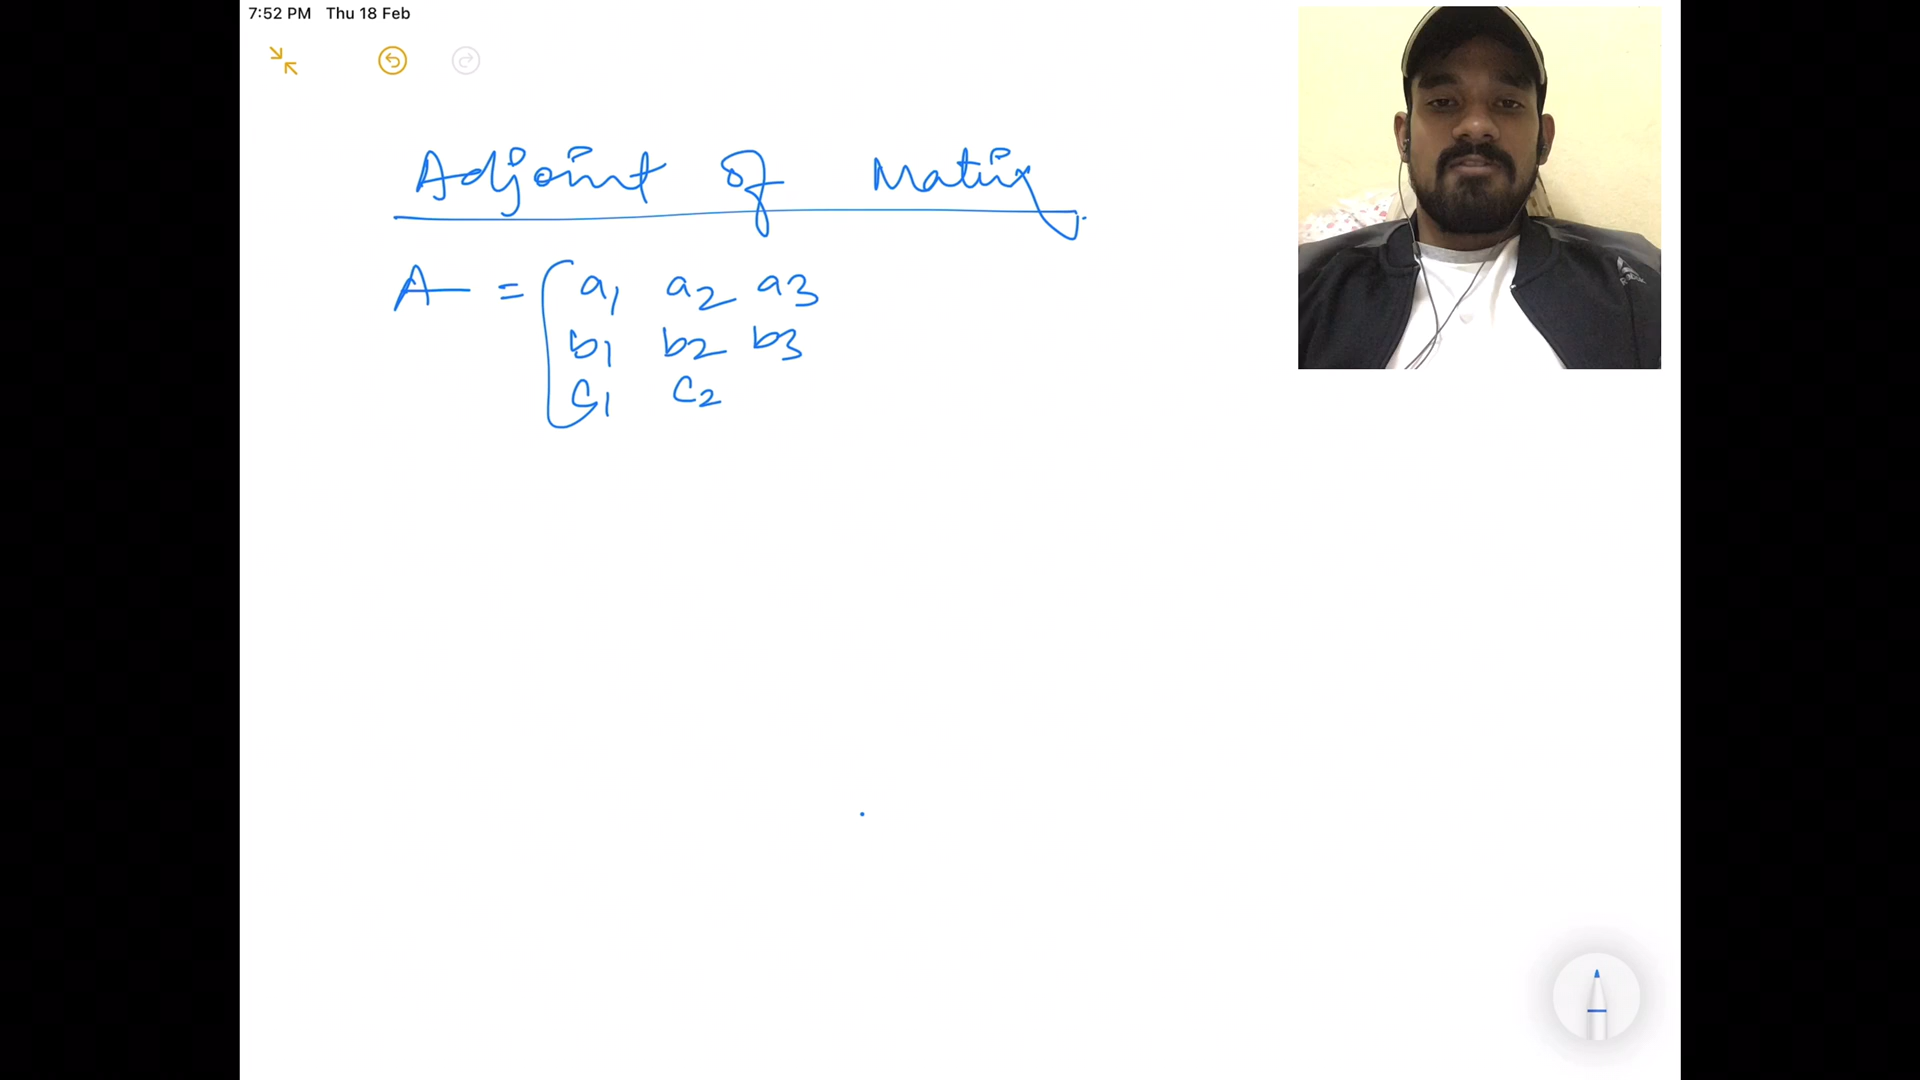 7:52 PM Thu 18 Feb
Adjoint of Matrix
A = [ a1 a2 a3
b1 b2 b3
c1 c2